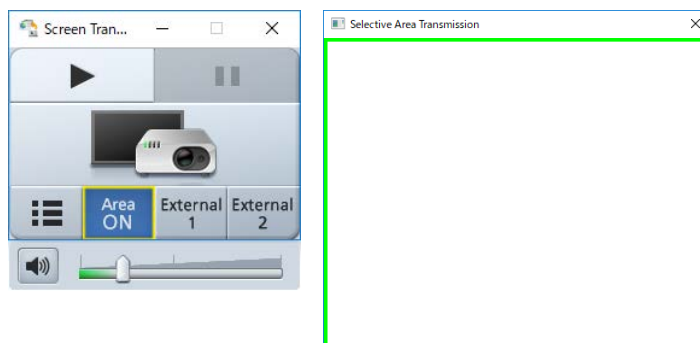 Screen Tran...
Area
ON
External
1
External
2
Selective Area Transmission